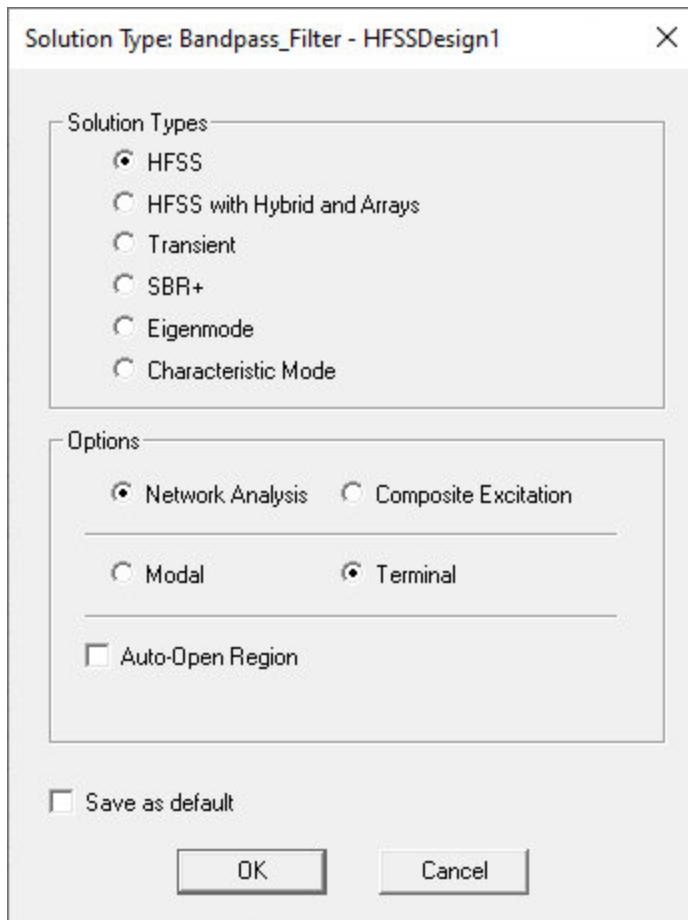 Solution Type: Bandpass_Filter - HFSSDesign1
Solution Types
HFSS
HFSS with Hybrid and Arrays
Transient
SBR+
Eigenmode
Characteristic Mode
Options
Network Analysis Composite Excitation
Modal Terminal
Auto-Open Region
Save as default
OK Cancel